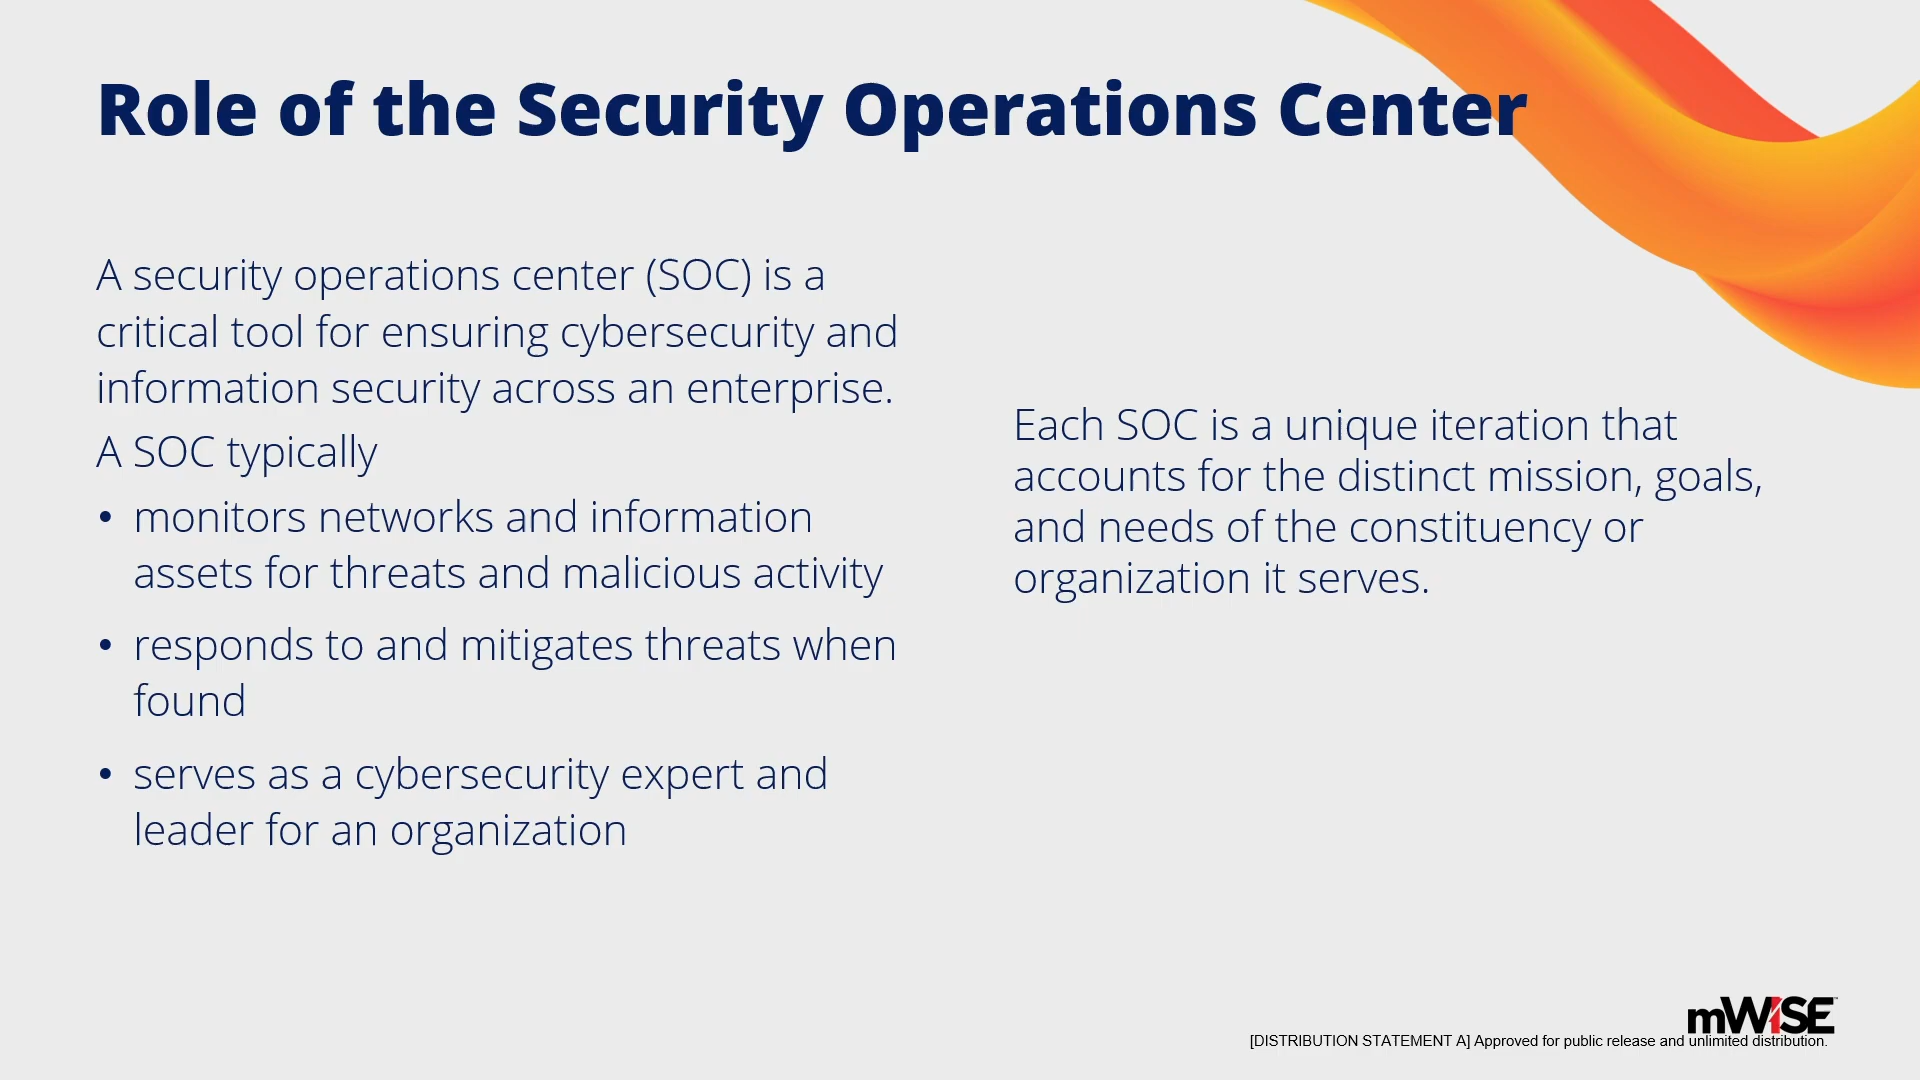 Role of the Security Operations Center
A security operations center (SOC) is a
critical tool for ensuring cybersecurity and
information security across an enterprise.
A SOC typically
• monitors networks and information
assets for threats and malicious activity
• responds to and mitigates threats when
found
• serves as a cybersecurity expert and
leader for an organization
Each SOC is a unique iteration that
accounts for the distinct mission, goals,
and needs of the constituency or
organization it serves.
mWISE™
[DISTRIBUTION STATEMENT A] Approved for public release and unlimited distribution.